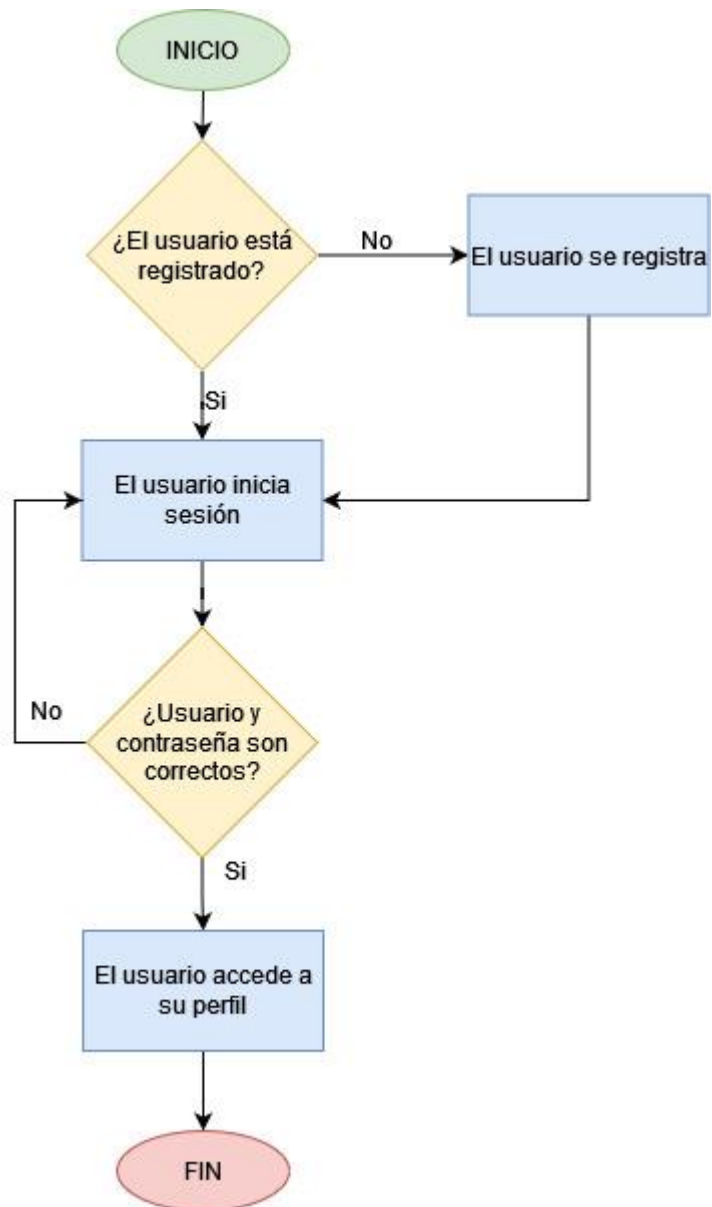 INICIO
¿El usuario está
registrado?
No
El usuario se registra
Si
El usuario inicia
sesión
No
¿Usuario y
contraseña son
correctos?
Si
El usuario accede a
su perfil
FIN